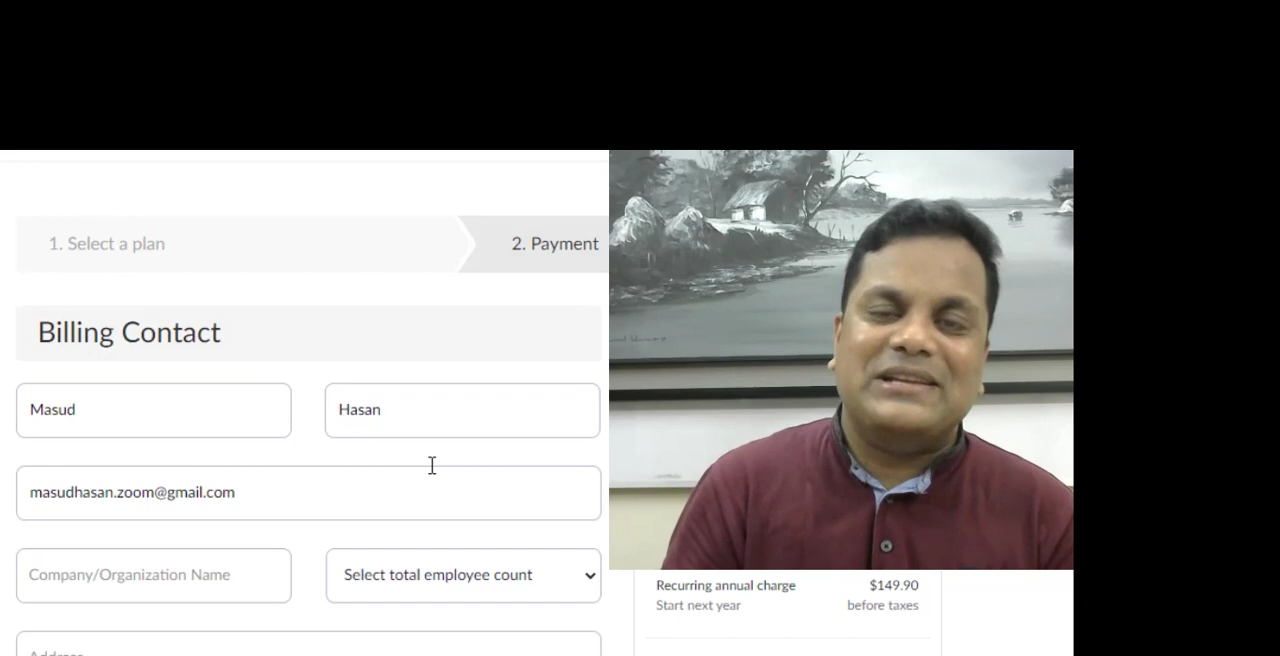 1. Select a plan
2. Payment
Billing Contact
Masud
Hasan
masudhasan.zoom@gmail.com
Company/Organization Name
Select total employee count
Recurring annual charge $149.90
Start next year before taxes
Address